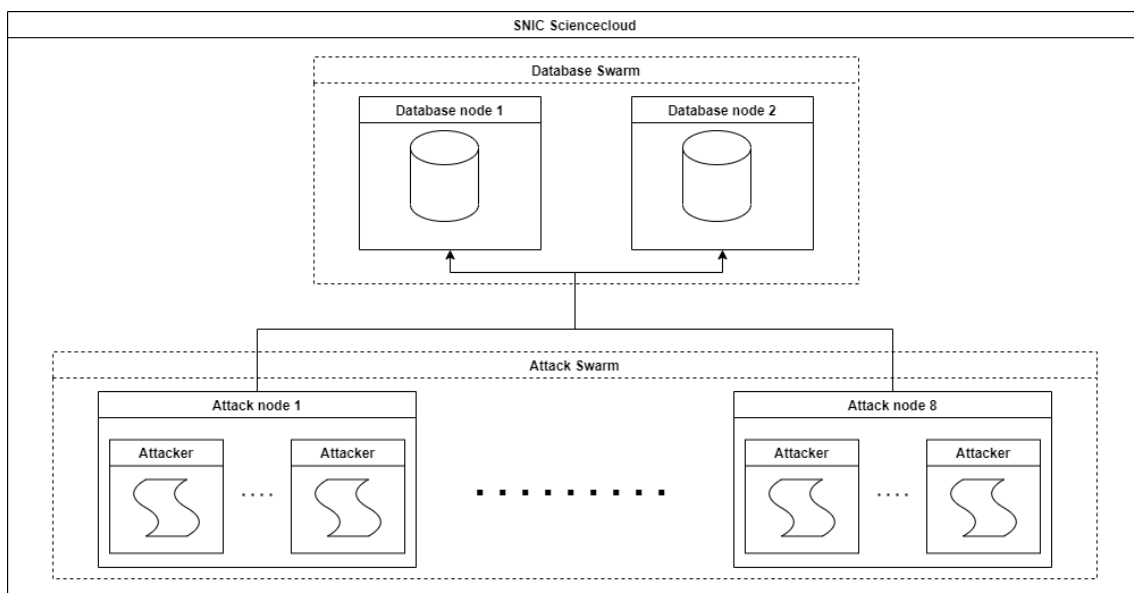 SNIC Sciencecloud
Database Swarm
Database node 1
Database node 2
Attack Swarm
Attack node 1
Attack node 8
Attacker
Attacker
Attacker
Attacker